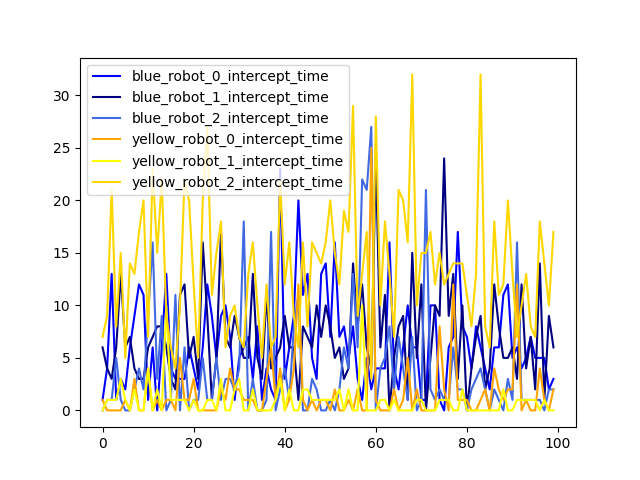 blue_robot_0_intercept_time
blue_robot_1_intercept_time
blue_robot_2_intercept_time
yellow_robot_0_intercept_time
yellow_robot_1_intercept_time
yellow_robot_2_intercept_time
30
25
20
15
10
5
0
0 20 40 60 80 100